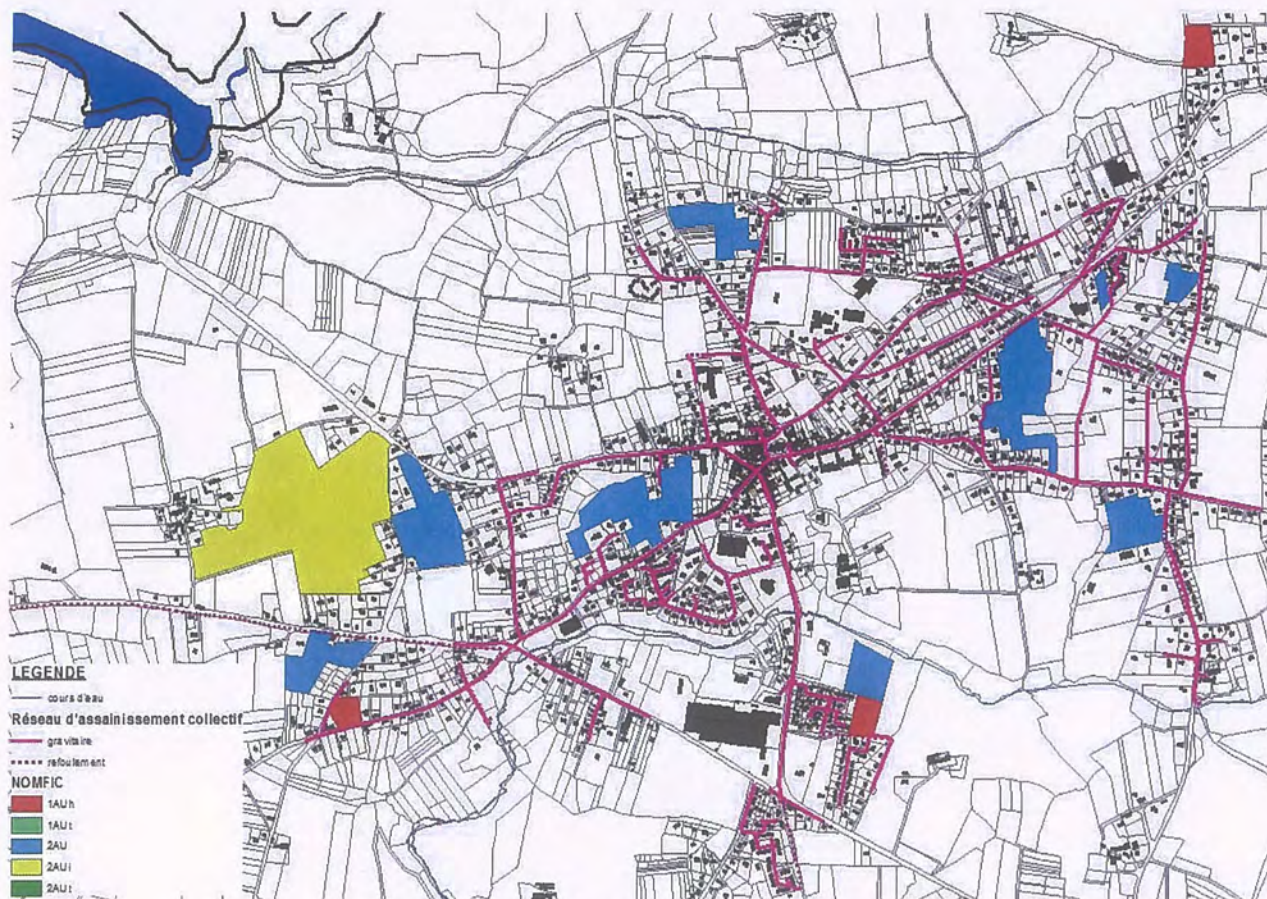 LEGENDE
cours d'eau
Réseau d'assainissement collectif
gravitaire
refoulement
NOMFIC
1AUh
1AUt
2AU
2AUi
2AUt